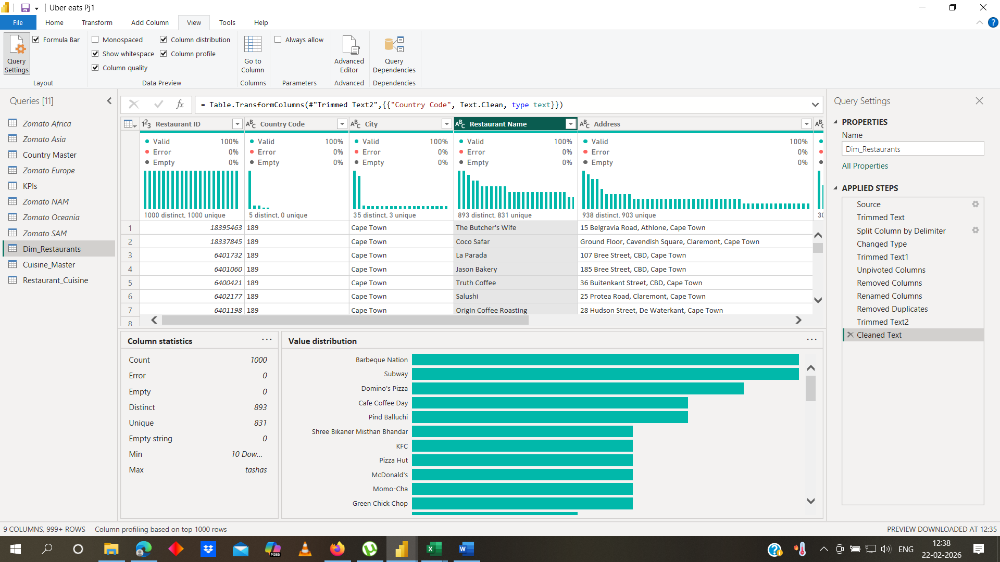 Uber eats Pj1
File Home Transform Add Column View Tools Help
Query Settings
Formula Bar
Layout
Monospaced
Show whitespace
Column quality
Column distribution
Column profile
Data Preview
Go to Column
Columns
Always allow
Parameters
Advanced Editor
Advanced
Query Dependencies
Dependencies
Queries [11]
Zomato Africa
Zomato Asia
Country Master
Zomato Europe
KPIs
Zomato NAM
Zomato Oceania
Zomato SAM
Dim_Restaurants
Cuisine_Master
Restaurant_Cuisine
fx = Table.TransformColumns(#"Trimmed Text2",{{"Country Code", Text.Clean, type text}})
123 Restaurant ID ABC Country Code ABC City ABC Restaurant Name ABC Address
Valid 100% Valid 100% Valid 100% Valid 100% Valid 100%
Error 0% Error 0% Error 0% Error 0% Error 0%
Empty 0% Empty 0% Empty 0% Empty 0% Empty 0%
1000 distinct, 1000 unique 5 distinct, 0 unique 35 distinct, 3 unique 893 distinct, 831 unique 938 distinct, 903 unique 30
1 18395463 189 Cape Town The Butcher's Wife 15 Belgravia Road, Athlone, Cape Town
2 18337845 189 Cape Town Coco Safar Ground Floor, Cavendish Square, Claremont, Cape Town
3 6401732 189 Cape Town La Parada 107 Bree Street, CBD, Cape Town
4 6401060 189 Cape Town Jason Bakery 185 Bree Street, CBD, Cape Town
5 6400421 189 Cape Town Truth Coffee 36 Buitenkant Street, CBD, Cape Town
6 6402177 189 Cape Town Salushi 25 Protea Road, Claremont, Cape Town
7 6401198 189 Cape Town Origin Coffee Roasting 28 Hudson Street, De Waterkant, Cape Town
8
Column statistics
Count 1000
Error 0
Empty 0
Distinct 893
Unique 831
Empty string 0
Min 10 Dow...
Max tashas
Value distribution
Barbeque Nation
Subway
Domino's Pizza
Cafe Coffee Day
Pind Balluchi
Shree Bikaner Misthan Bhandar
KFC
Pizza Hut
McDonald's
Momo-Cha
Green Chick Chop
Query Settings
PROPERTIES
Name
Dim_Restaurants
All Properties
APPLIED STEPS
Source
Trimmed Text
Split Column by Delimiter
Changed Type
Trimmed Text1
Unpivoted Columns
Removed Columns
Renamed Columns
Removed Duplicates
Trimmed Text2
Cleaned Text
9 COLUMNS, 999+ ROWS Column profiling based on top 1000 rows PREVIEW DOWNLOADED AT 12:35
M365
ENG
12:38
22-02-2026